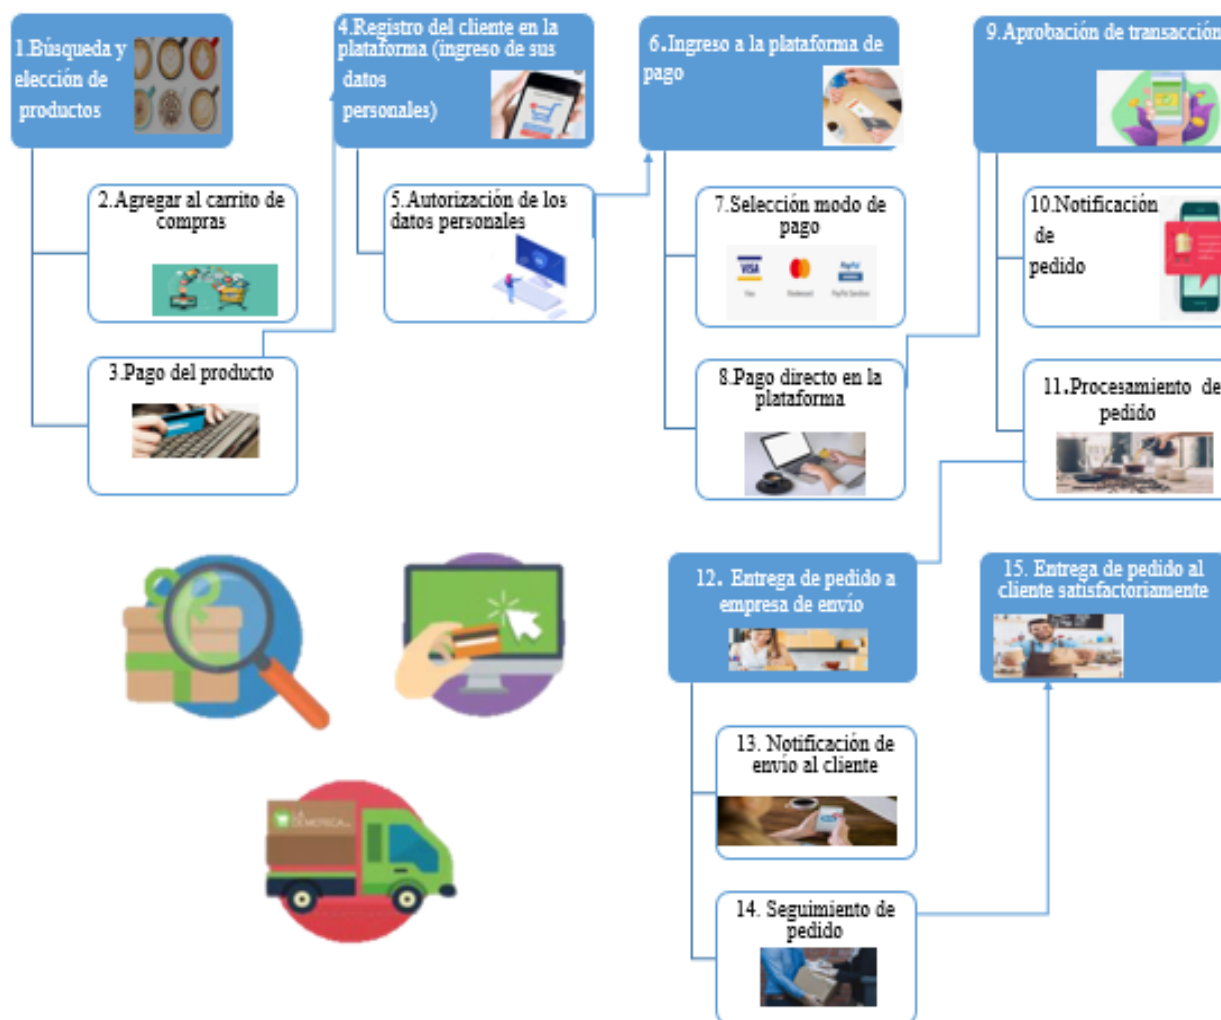 1.Búsqueda y
elección de
productos
2.Agregar al carrito de
compras
3.Pago del producto
4.Registro del cliente en la
plataforma (ingreso de sus
datos
personales)
5.Autorización de los
datos personales
6.Ingreso a la plataforma de
pago
7.Selección modo de
pago
VISA
PayPal
8.Pago directo en la
plataforma
9.Aprobación de transacción
10.Notificación
de
pedido
11.Procesamiento de
pedido
12. Entrega de pedido a
empresa de envío
13. Notificación de
envío al cliente
14. Seguimiento de
pedido
15. Entrega de pedido al
cliente satisfactoriamente
LA